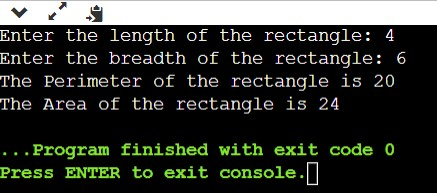 Enter the length of the rectangle: 4
Enter the breadth of the rectangle: 6
The Perimeter of the rectangle is 20
The Area of the rectangle is 24
...Program finished with exit code 0
Press ENTER to exit console.